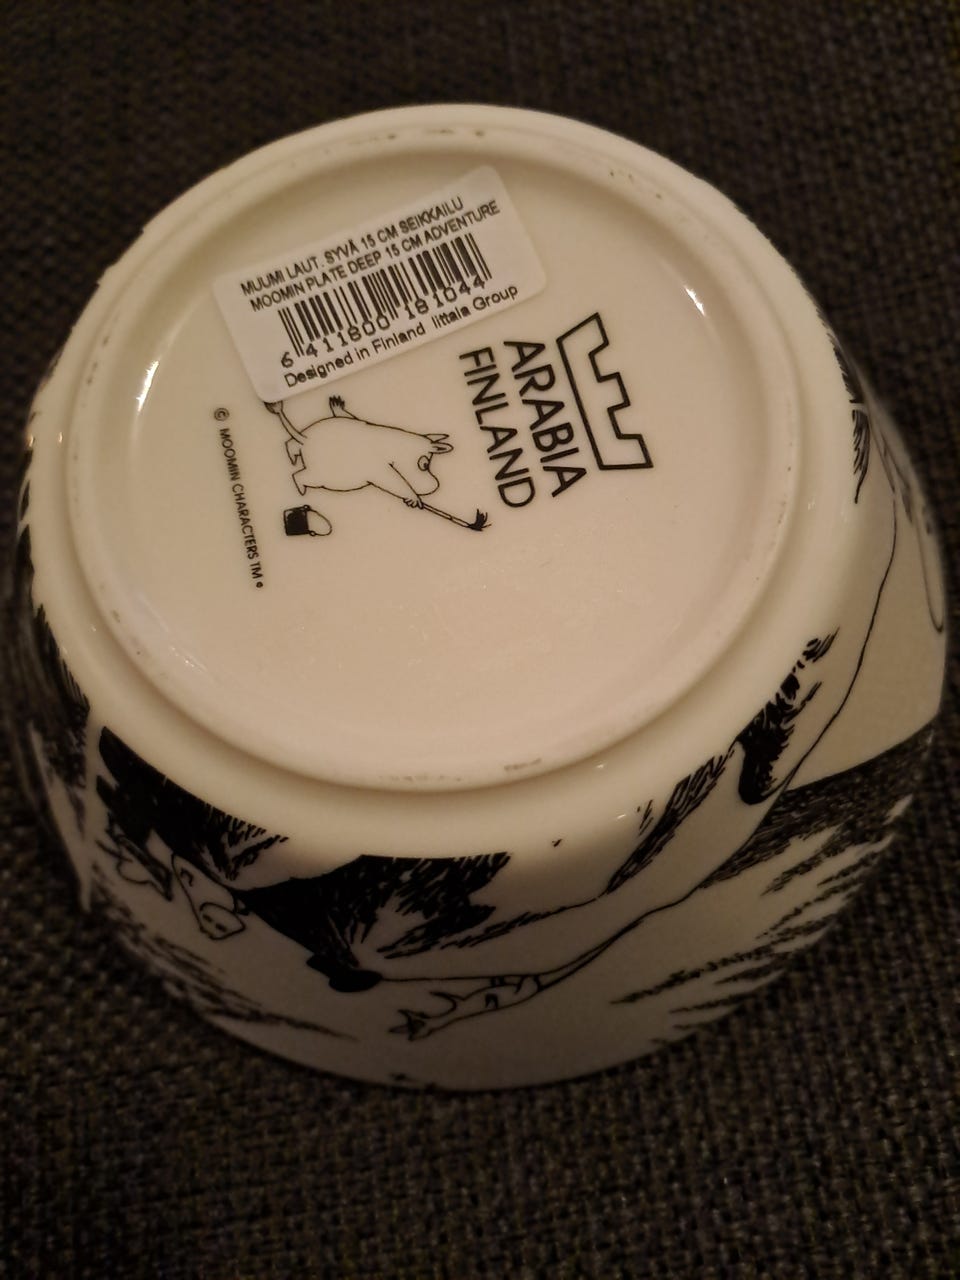 MUUMI LAUT. SYVÄ 15 CM SEIKKAILU
MOOMIN PLATE DEEP 15 CM ADVENTURE
6 411800 181044
Designed in Finland Iittala Group
ARABIA
FINLAND
© MOOMIN CHARACTERS TM